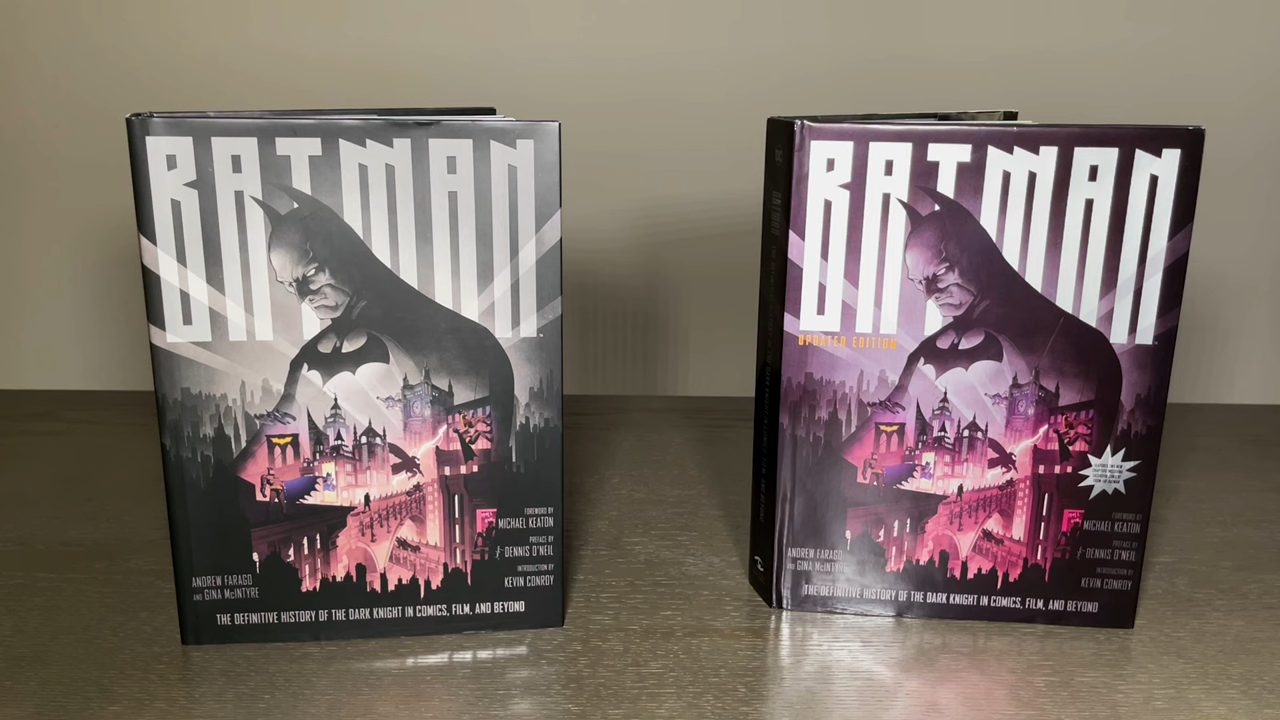 BATMAN
FOREWORD BY
MICHAEL KEATON
PREFACE BY
DENNIS O'NEIL
INTRODUCTION BY
KEVIN CONROY
ANDREW FARAGO
AND GINA McINTYRE
THE DEFINITIVE HISTORY OF THE DARK KNIGHT IN COMICS, FILM, AND BEYOND
BATMAN
UPDATED EDITION
FOREWORD BY
MICHAEL KEATON
PREFACE BY
DENNIS O'NEIL
INTRODUCTION BY
KEVIN CONROY
ANDREW FARAGO
AND GINA McINTYRE
THE DEFINITIVE HISTORY OF THE DARK KNIGHT IN COMICS, FILM, AND BEYOND